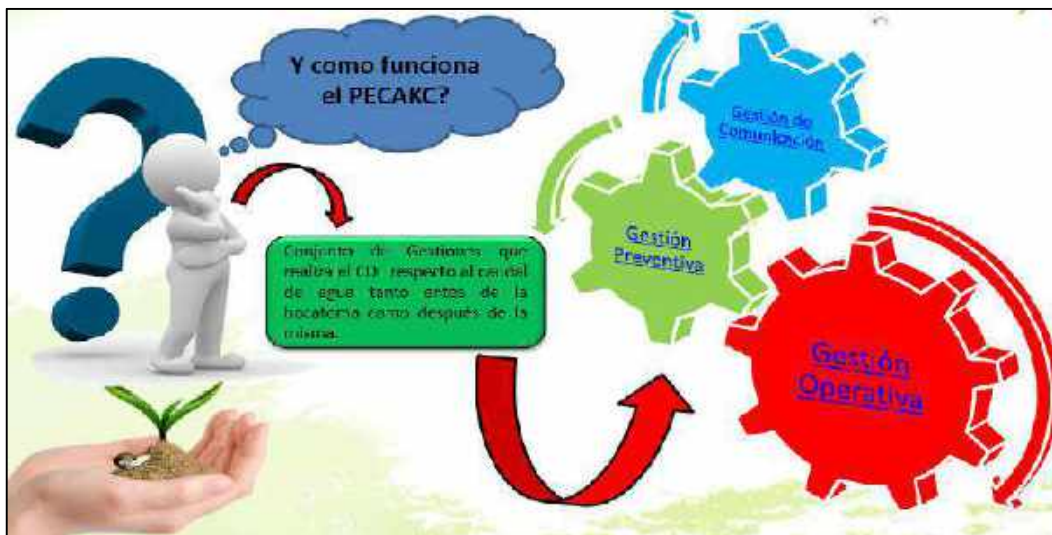 Y como funciona
el PECAKC?
Conjunto de Gestiones que
realiza el respecto al caudal
de agua tanto antes de la
bocatoma como después de la
misma.
Gestión de
Comunicación
Gestión
Preventiva
Gestión
Operativa